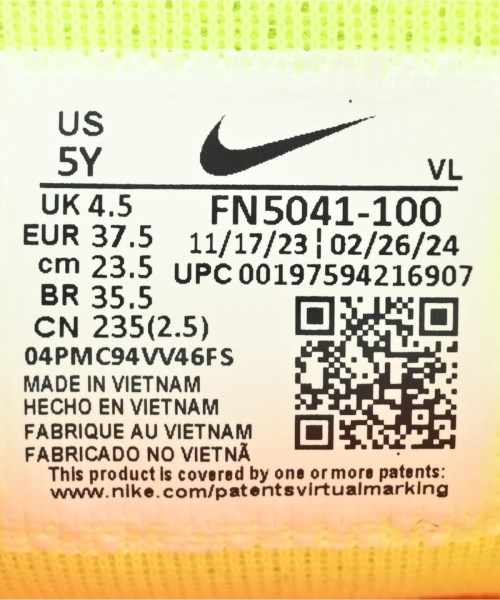 US
5Y
VL
UK 4.5
EUR 37.5
cm 23.5
BR 35.5
CN 235(2.5)
04PMC94VV46FS
FN5041-100
11/17/23 ¦ 02/26/24
UPC 00197594216907
MADE IN VIETNAM
HECHO EN VIETNAM
FABRIQUE AU VIETNAM
FABRICADO NO VIETNÃ
This product is covered by one or more patents:
www.nike.com/patentsvirtualmarking